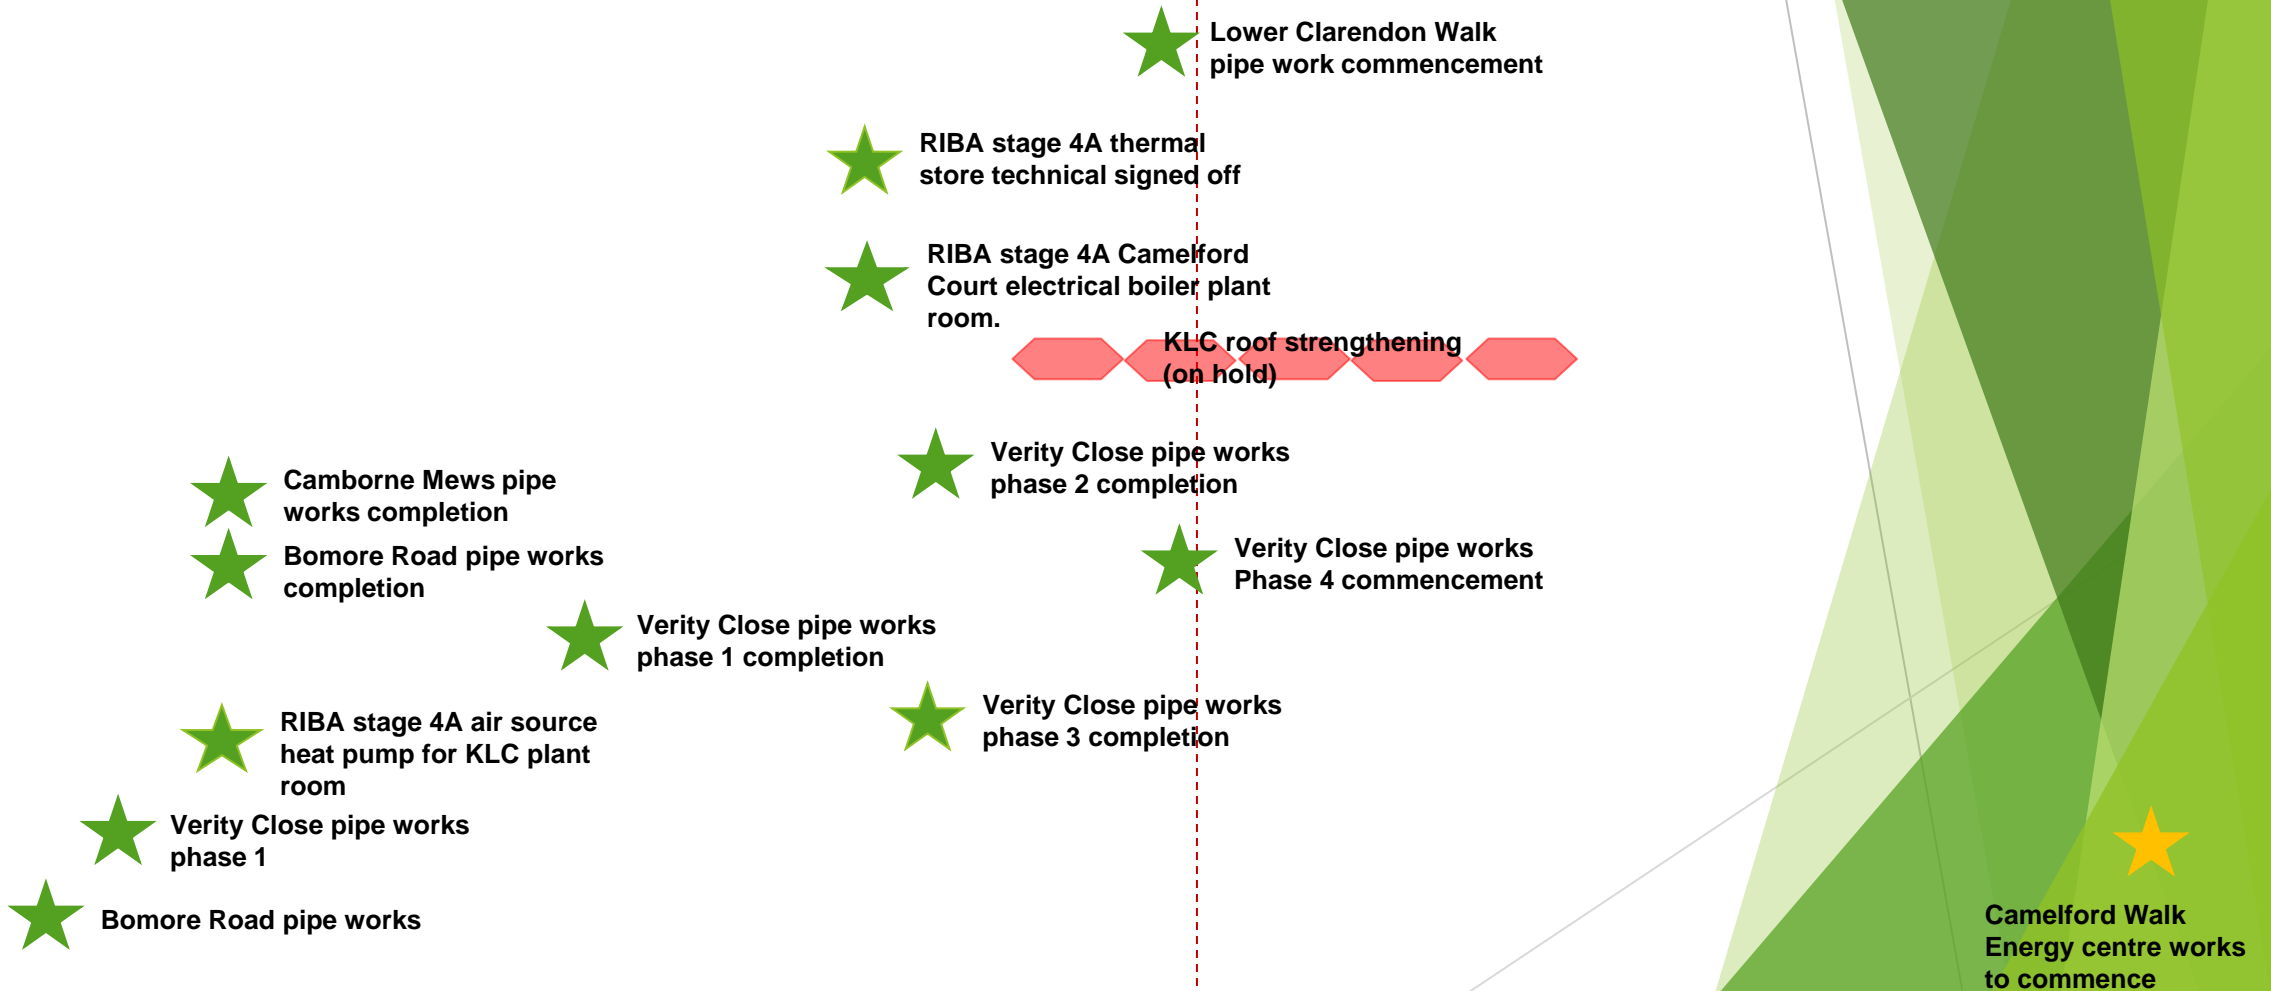 Lower Clarendon Walk
pipe work commencement
RIBA stage 4A thermal
store technical signed off
RIBA stage 4A Camelford
Court electrical boiler plant
room.
KLC roof strengthening
(on hold)
Verity Close pipe works
phase 2 completion
Camborne Mews pipe
works completion
Verity Close pipe works
Phase 4 commencement
Bomore Road pipe works
completion
Verity Close pipe works
phase 1 completion
Verity Close pipe works
phase 3 completion
RIBA stage 4A air source
heat pump for KLC plant
room
Verity Close pipe works
phase 1
Bomore Road pipe works
Camelford Walk
Energy centre works
to commence